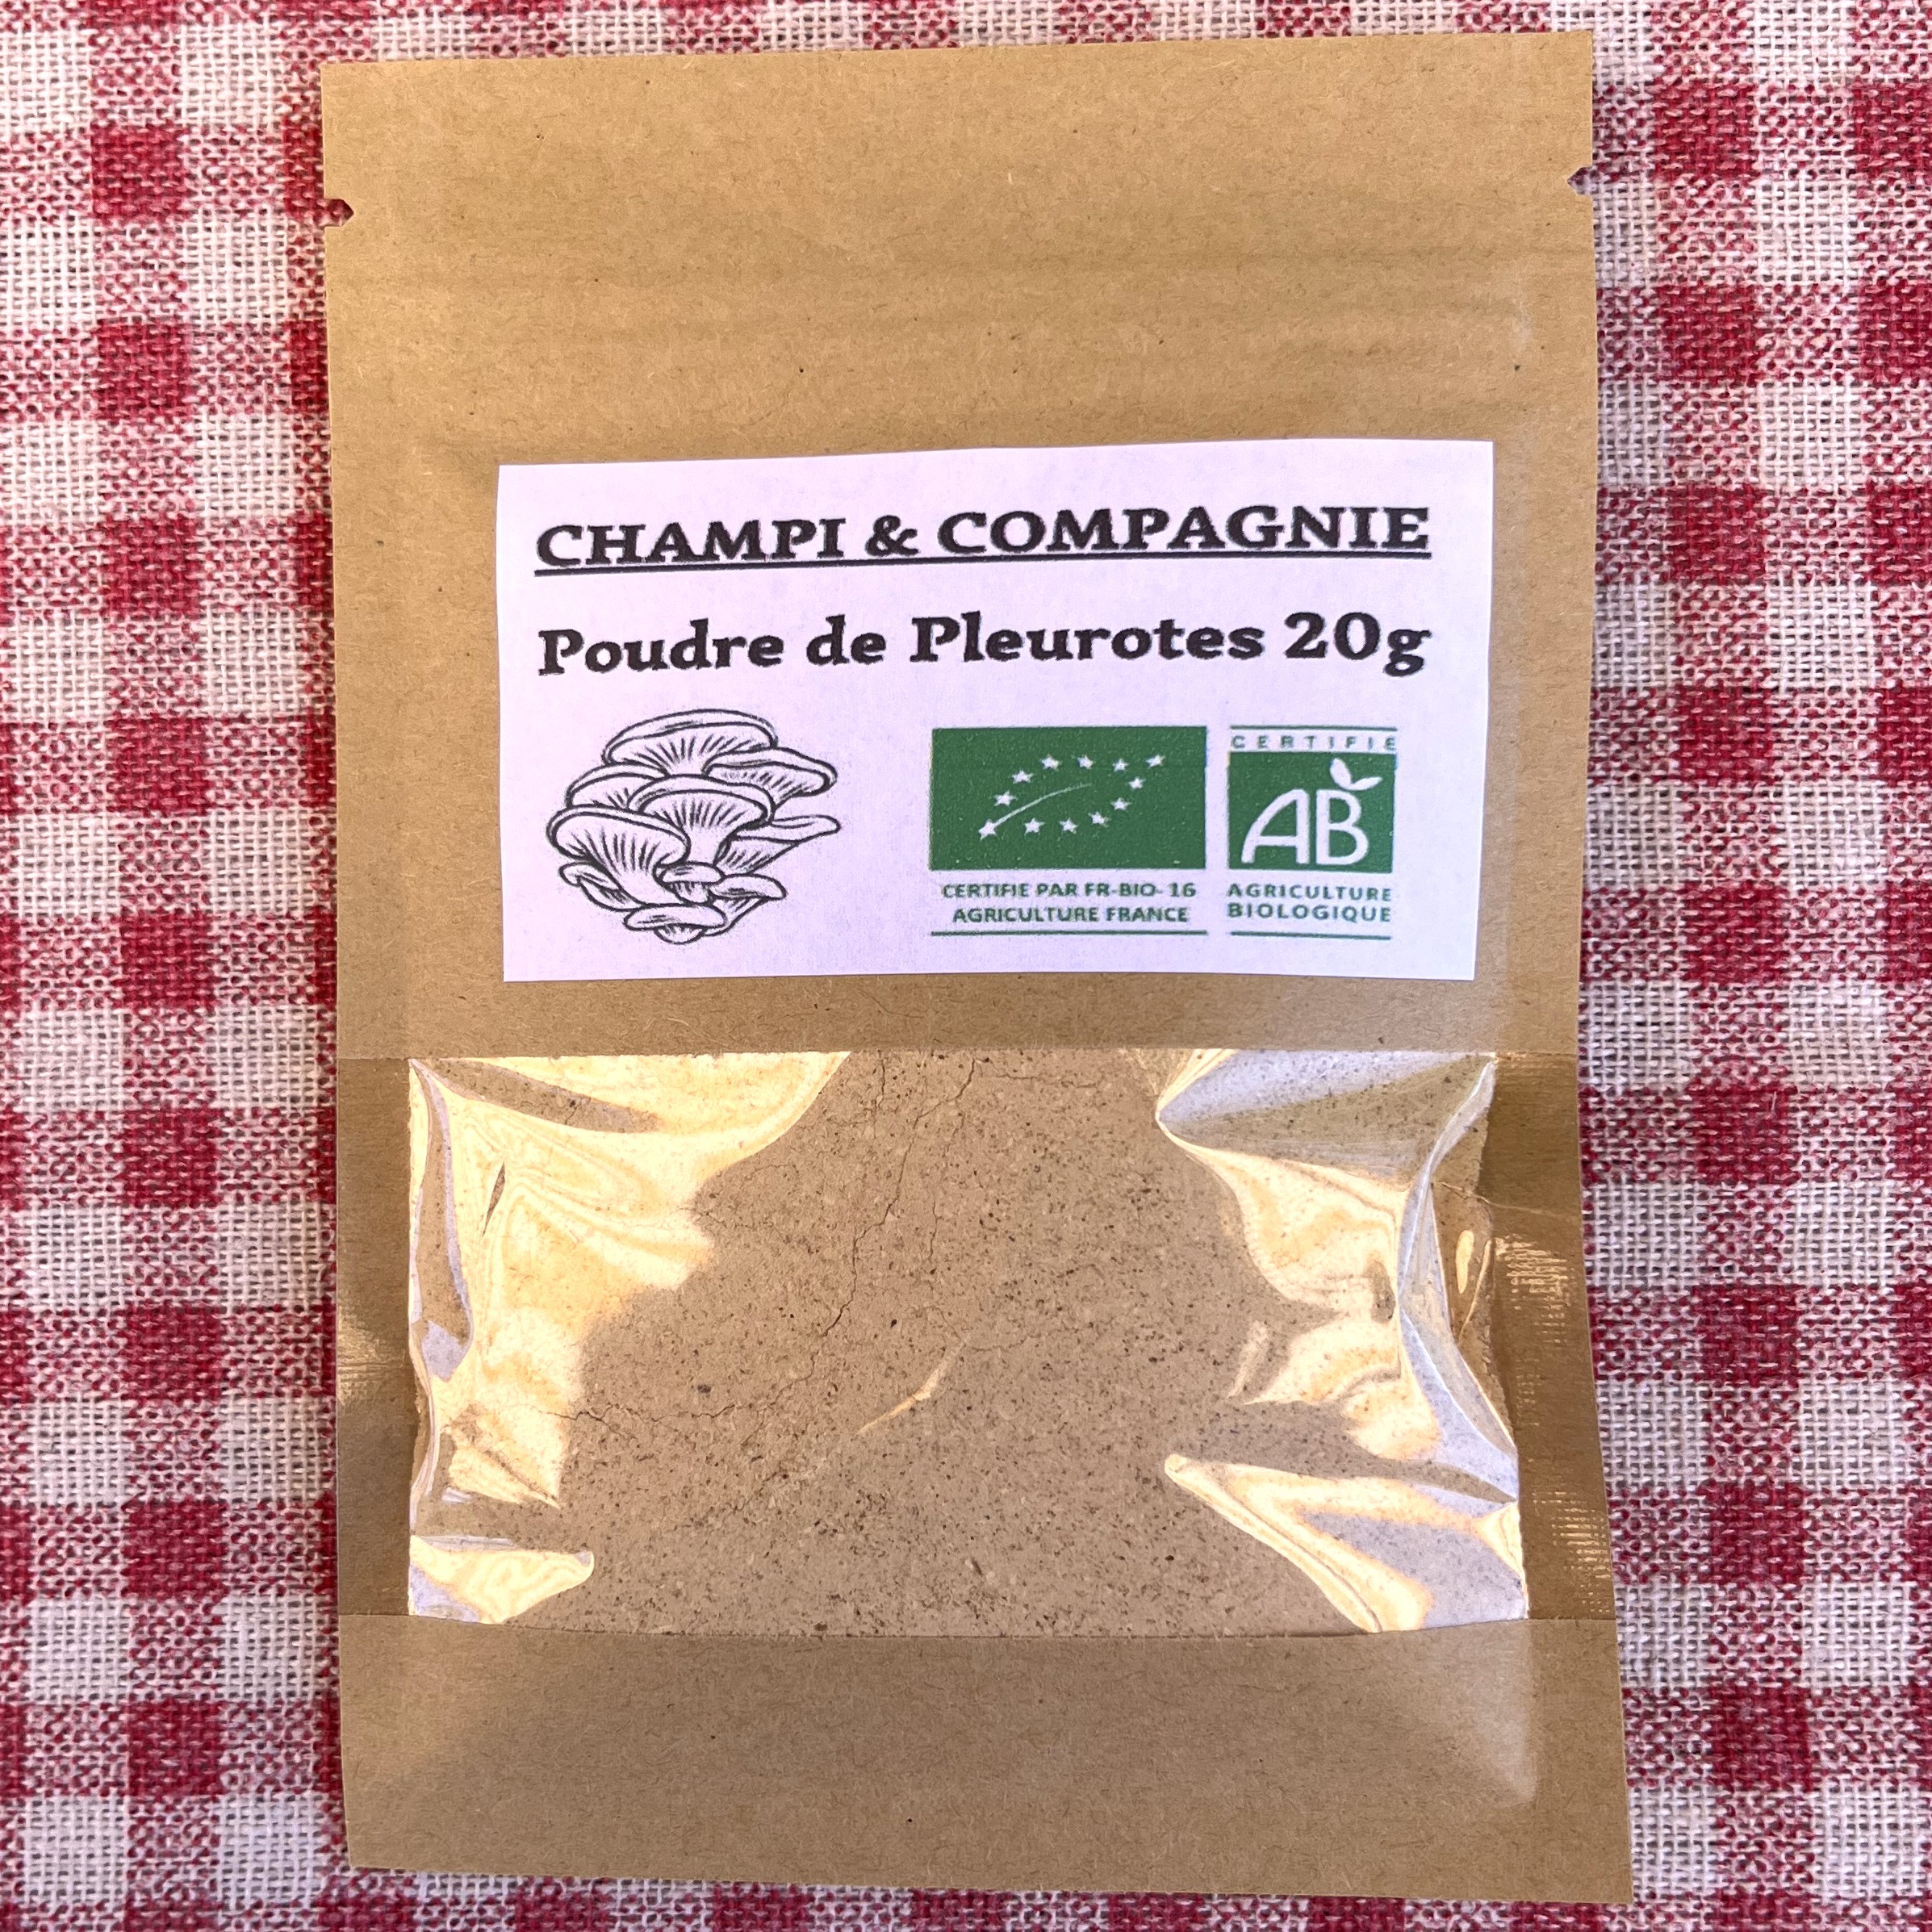 CHAMPI & COMPAGNIE
Poudre de Pleurotes 20g
CERTIFIE PAR FR-BIO-16
AGRICULTURE FRANCE
CERTIFIE
AB
AGRICULTURE
BIOLOGIQUE